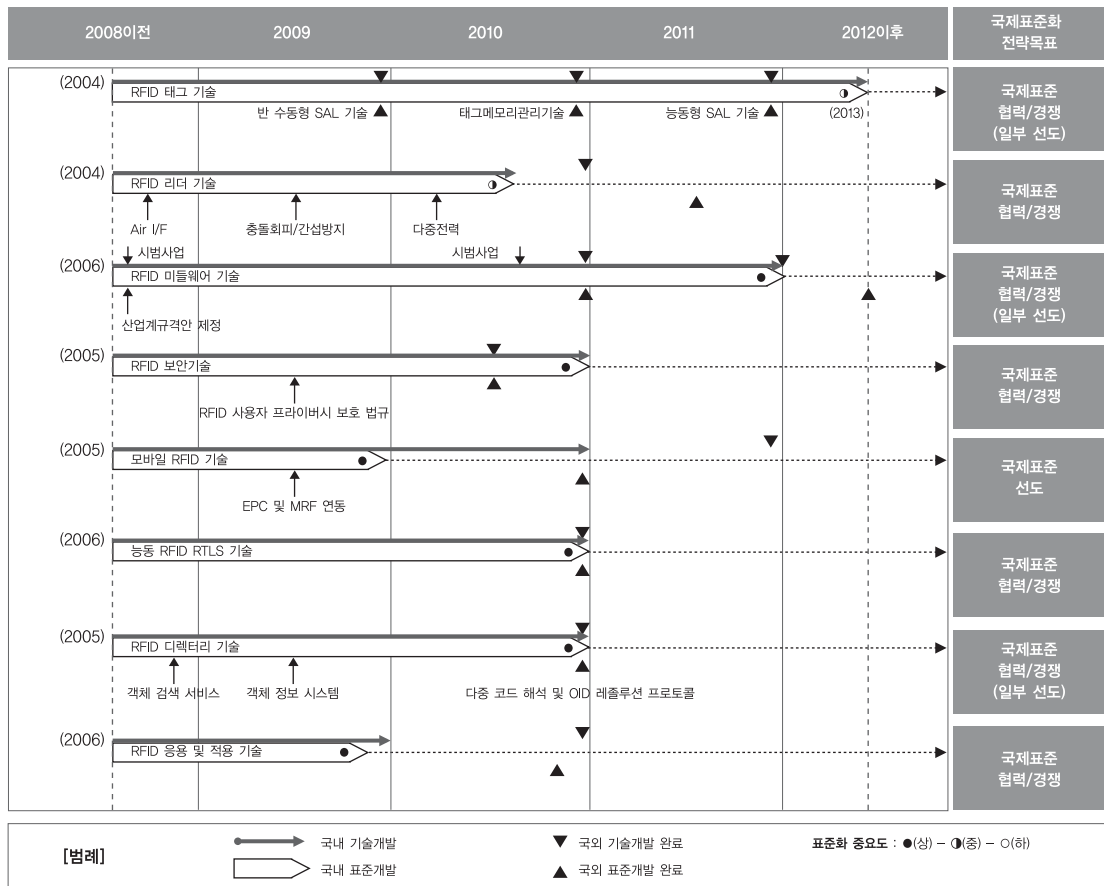 2008이전
2009
2010
2011
2012이후
국제표준화
전략목표
(2004)
RFID 태그 기술
반 수동형 SAL 기술
태그메모리관리기술
능동형 SAL 기술
(2013)
국제표준
협력/경쟁
(일부 선도)
(2004)
RFID 리더 기술
Air I/F
충돌회피/간섭방지
다중전력
국제표준
협력/경쟁
시범사업
시범사업
(2006)
RFID 미들웨어 기술
산업계규격안 제정
국제표준
협력/경쟁
(일부 선도)
(2005)
RFID 보안기술
RFID 사용자 프라이버시 보호 법규
국제표준
협력/경쟁
(2005)
모바일 RFID 기술
EPC 및 MRF 연동
국제표준
선도
(2006)
능동 RFID RTLS 기술
국제표준
협력/경쟁
(2005)
RFID 디렉터리 기술
객체 검색 서비스
객체 정보 시스템
다중 코드 해석 및 OID 레졸루션 프로토콜
국제표준
협력/경쟁
(일부 선도)
(2006)
RFID 응용 및 적용 기술
국제표준
협력/경쟁
[범례]
국내 기술개발
▼ 국외 기술개발 완료
표준화 중요도 : ●(상) – ◑(중) – ○(하)
국내 표준개발
▲ 국외 표준개발 완료